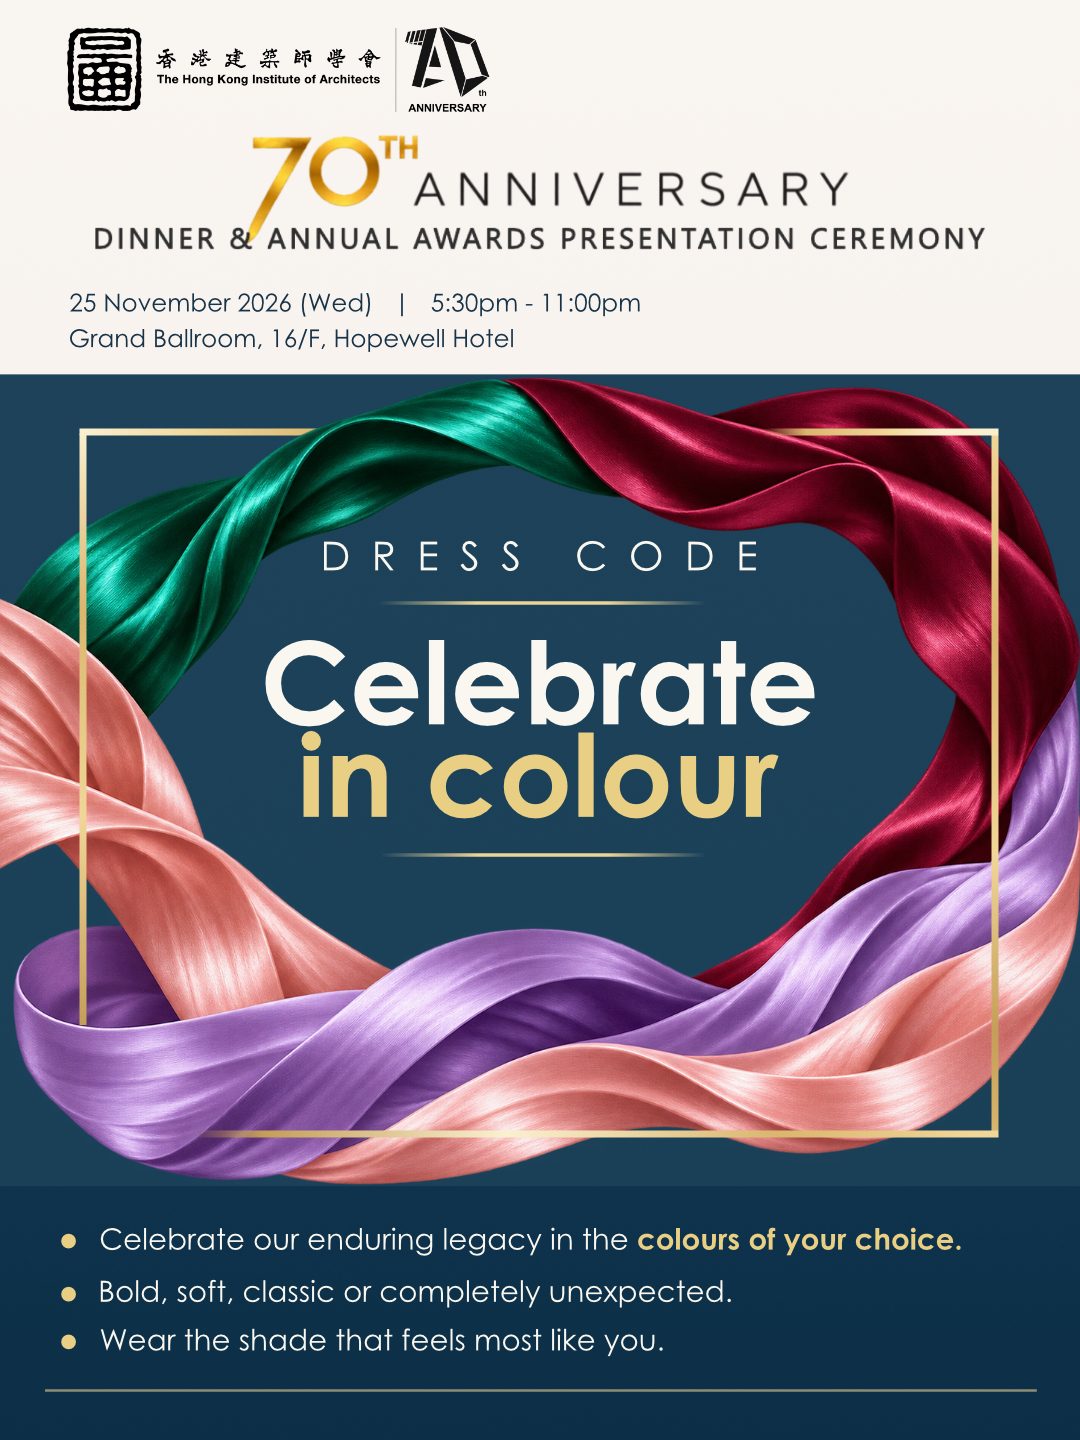 香港建築師學會
The Hong Kong Institute of Architects
70th
ANNIVERSARY
70TH ANNIVERSARY
DINNER & ANNUAL AWARDS PRESENTATION CEREMONY
25 November 2026 (Wed) | 5:30pm - 11:00pm
Grand Ballroom, 16/F, Hopewell Hotel
DRESS CODE
Celebrate
in colour
Celebrate our enduring legacy in the colours of your choice.
Bold, soft, classic or completely unexpected.
Wear the shade that feels most like you.